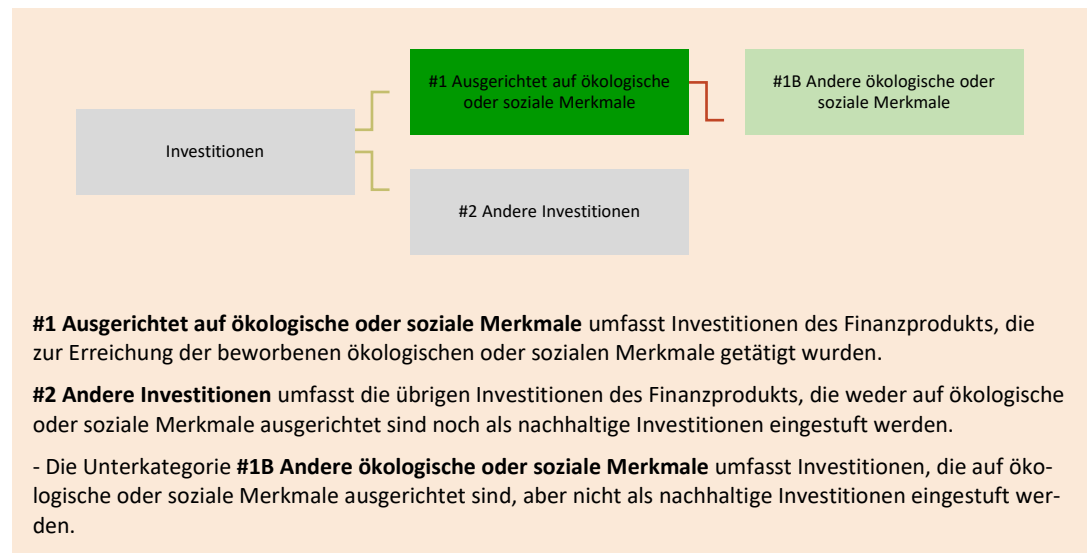 #1 Ausgerichtet auf ökologische
oder soziale Merkmale
#1B Andere ökologische oder
soziale Merkmale
Investitionen
#2 Andere Investitionen
#1 Ausgerichtet auf ökologische oder soziale Merkmale umfasst Investitionen des Finanzprodukts, die
zur Erreichung der beworbenen ökologischen oder sozialen Merkmale getätigt wurden.
#2 Andere Investitionen umfasst die übrigen Investitionen des Finanzprodukts, die weder auf ökologische
oder soziale Merkmale ausgerichtet sind noch als nachhaltige Investitionen eingestuft werden.
- Die Unterkategorie #1B Andere ökologische oder soziale Merkmale umfasst Investitionen, die auf öko-
logische oder soziale Merkmale ausgerichtet sind, aber nicht als nachhaltige Investitionen eingestuft wer-
den.